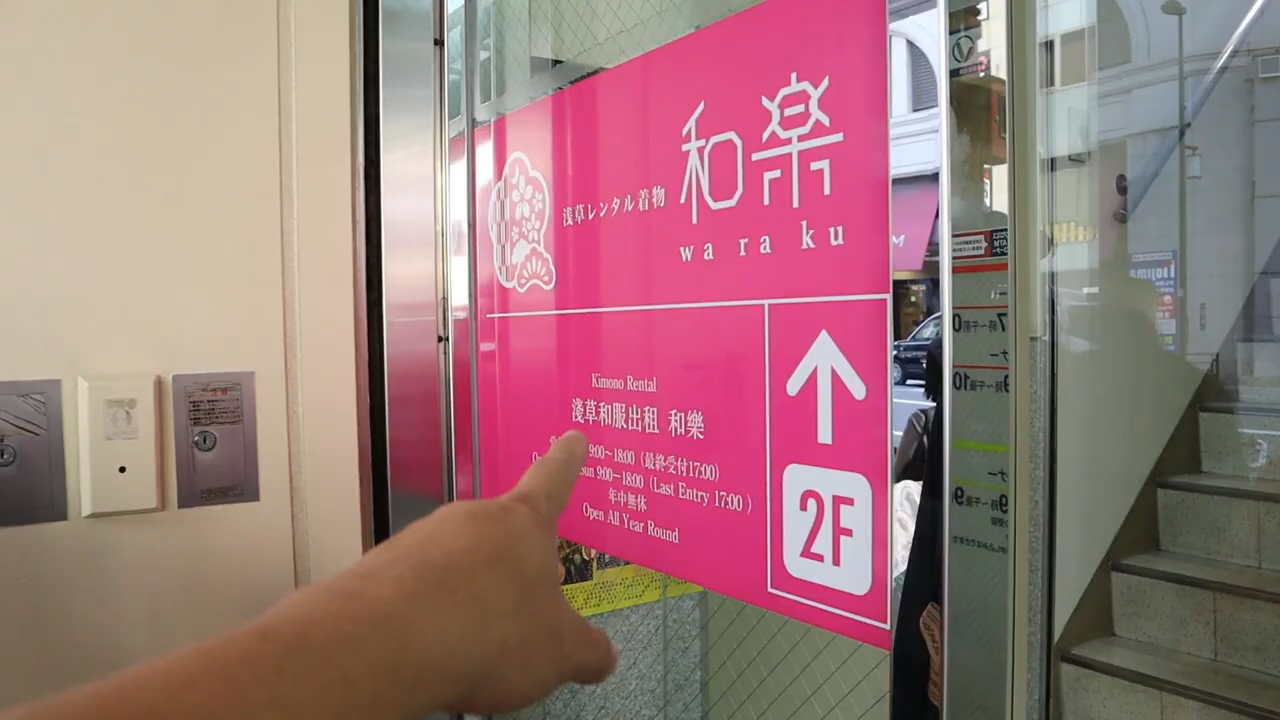 和楽
浅草レンタル着物
wa ra ku
Kimono Rental
淺草和服出租 和樂
9:00~18:00（最終受付17:00）
Sun 9:00－18:00（Last Entry 17:00 ）
年中無休
Open All Year Round
2F